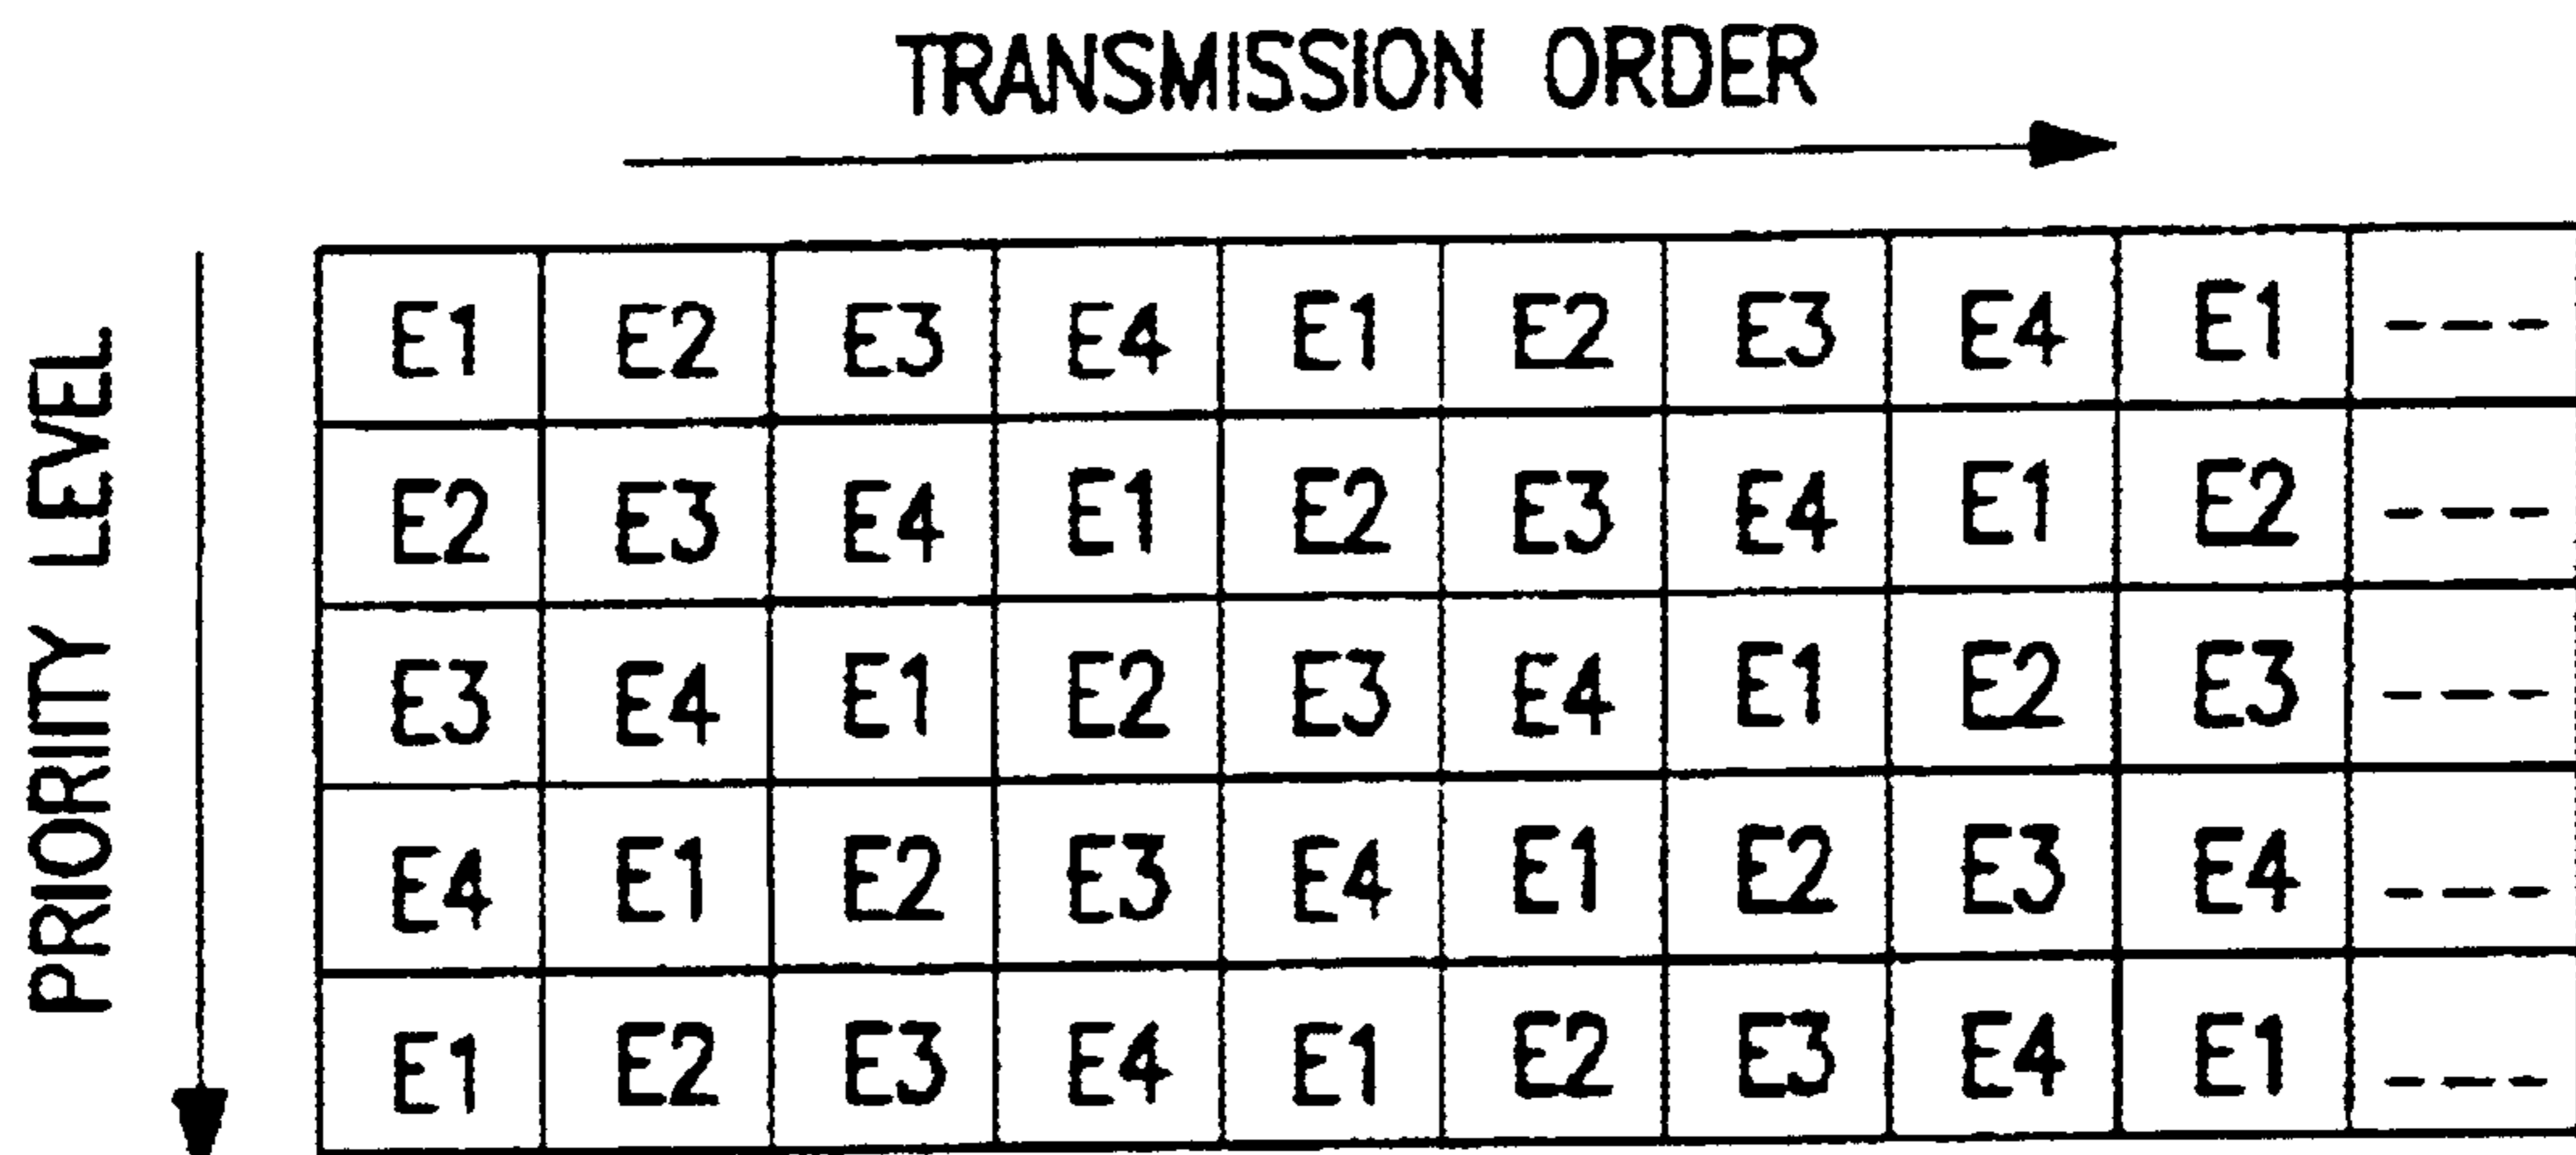 TRANSMISSION ORDER
PRIORITY LEVEL
E1 E2 E3 E4 E1 E2 E3 E4 E1 ---
E2 E3 E4 E1 E2 E3 E4 E1 E2 ---
E3 E4 E1 E2 E3 E4 E1 E2 E3 ---
E4 E1 E2 E3 E4 E1 E2 E3 E4 ---
E1 E2 E3 E4 E1 E2 E3 E4 E1 ---